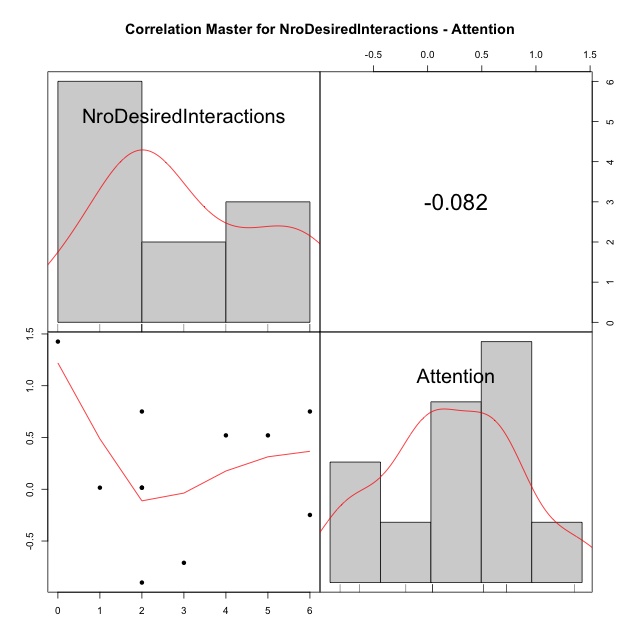 Correlation Master for NroDesiredInteractions - Attention
-0.5 0.0 0.5 1.0 1.5
NroDesiredInteractions
-0.082
0 1 2 3 4 5 6
-0.5 0.0 0.5 1.0 1.5
Attention
0 1 2 3 4 5 6